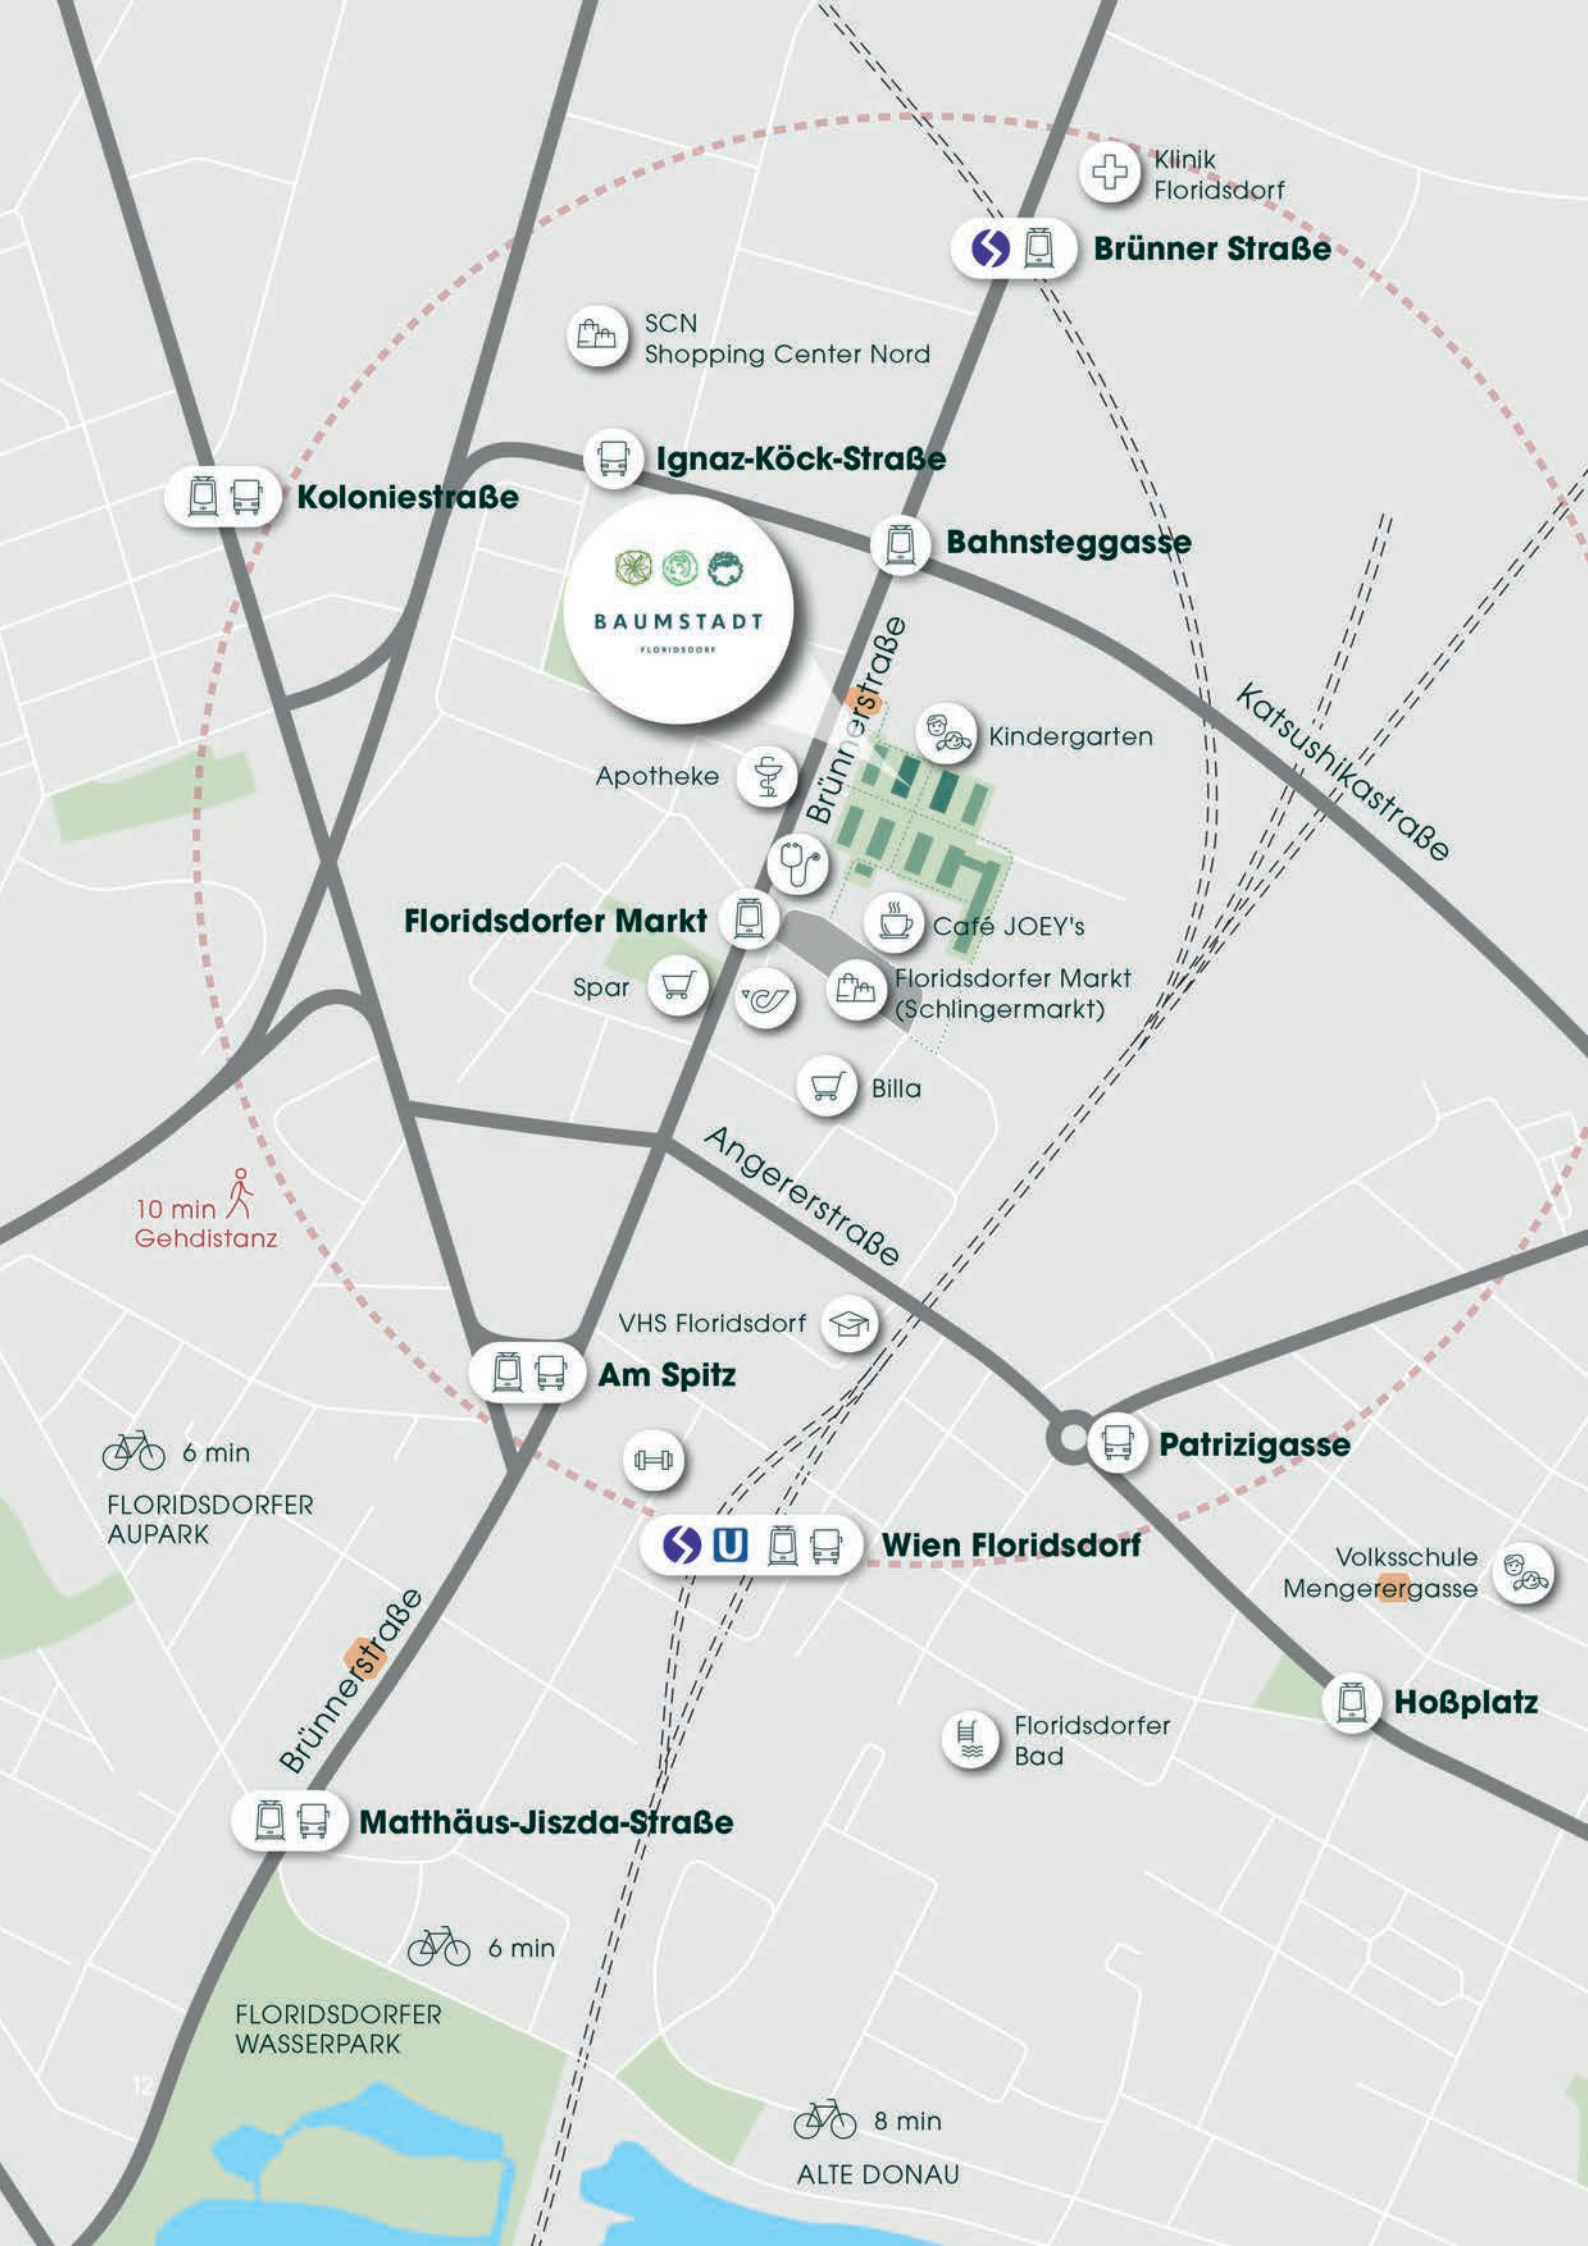 Klinik
Floridsdorf
Brünner Straße
SCN
Shopping Center Nord
Ignaz-Köck-Straße
Koloniestraße
Bahnsteggasse
BAUMSTADT
FLORIDSDORF
Brünnerstraße
Katsushikastraße
Kindergarten
Apotheke
Floridsdorfer Markt
Café JOEY's
Spar
Floridsdorfer Markt
(Schlingermarkt)
Billa
Angererstraße
10 min
Gehdistanz
VHS Floridsdorf
Am Spitz
6 min
FLORIDSDORFER
AUPARK
Patrizigasse
U
Wien Floridsdorf
Volksschule
Mengerergasse
Brünnerstraße
Hoßplatz
Floridsdorfer
Bad
Matthäus-Jiszda-Straße
6 min
FLORIDSDORFER
WASSERPARK
12
8 min
ALTE DONAU